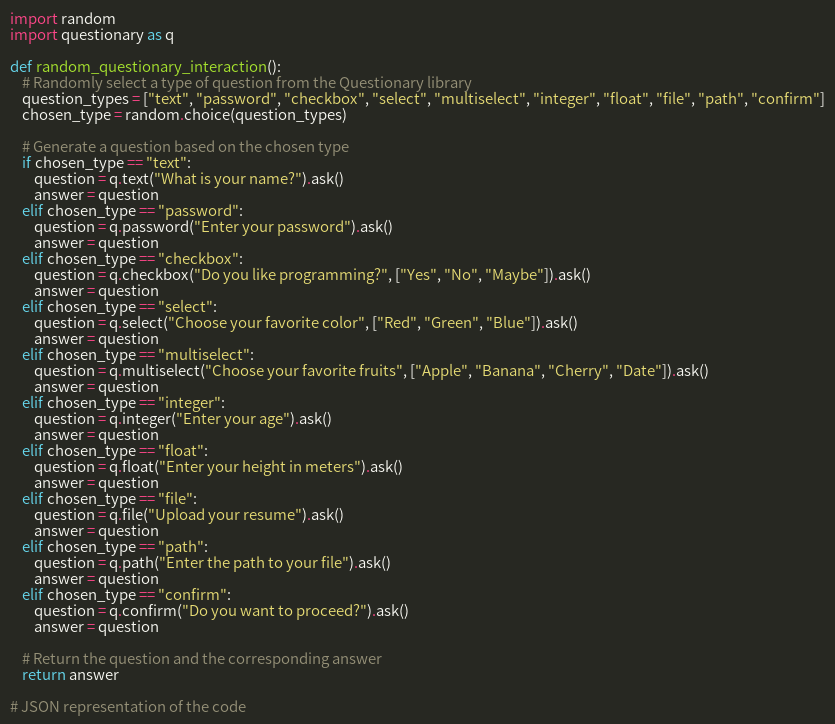 import random
import questionary as q

def random_questionary_interaction():
    # Randomly select a type of question from the Questionary library
    question_types = ["text", "password", "checkbox", "select", "multiselect", "integer", "float", "file", "path", "confirm"]
    chosen_type = random.choice(question_types)

    # Generate a question based on the chosen type
    if chosen_type == "text":
        question = q.text("What is your name?").ask()
        answer = question
    elif chosen_type == "password":
        question = q.password("Enter your password").ask()
        answer = question
    elif chosen_type == "checkbox":
        question = q.checkbox("Do you like programming?", ["Yes", "No", "Maybe"]).ask()
        answer = question
    elif chosen_type == "select":
        question = q.select("Choose your favorite color", ["Red", "Green", "Blue"]).ask()
        answer = question
    elif chosen_type == "multiselect":
        question = q.multiselect("Choose your favorite fruits", ["Apple", "Banana", "Cherry", "Date"]).ask()
        answer = question
    elif chosen_type == "integer":
        question = q.integer("Enter your age").ask()
        answer = question
    elif chosen_type == "float":
        question = q.float("Enter your height in meters").ask()
        answer = question
    elif chosen_type == "file":
        question = q.file("Upload your resume").ask()
        answer = question
    elif chosen_type == "path":
        question = q.path("Enter the path to your file").ask()
        answer = question
    elif chosen_type == "confirm":
        question = q.confirm("Do you want to proceed?").ask()
        answer = question

    # Return the question and the corresponding answer
    return answer

# JSON representation of the code